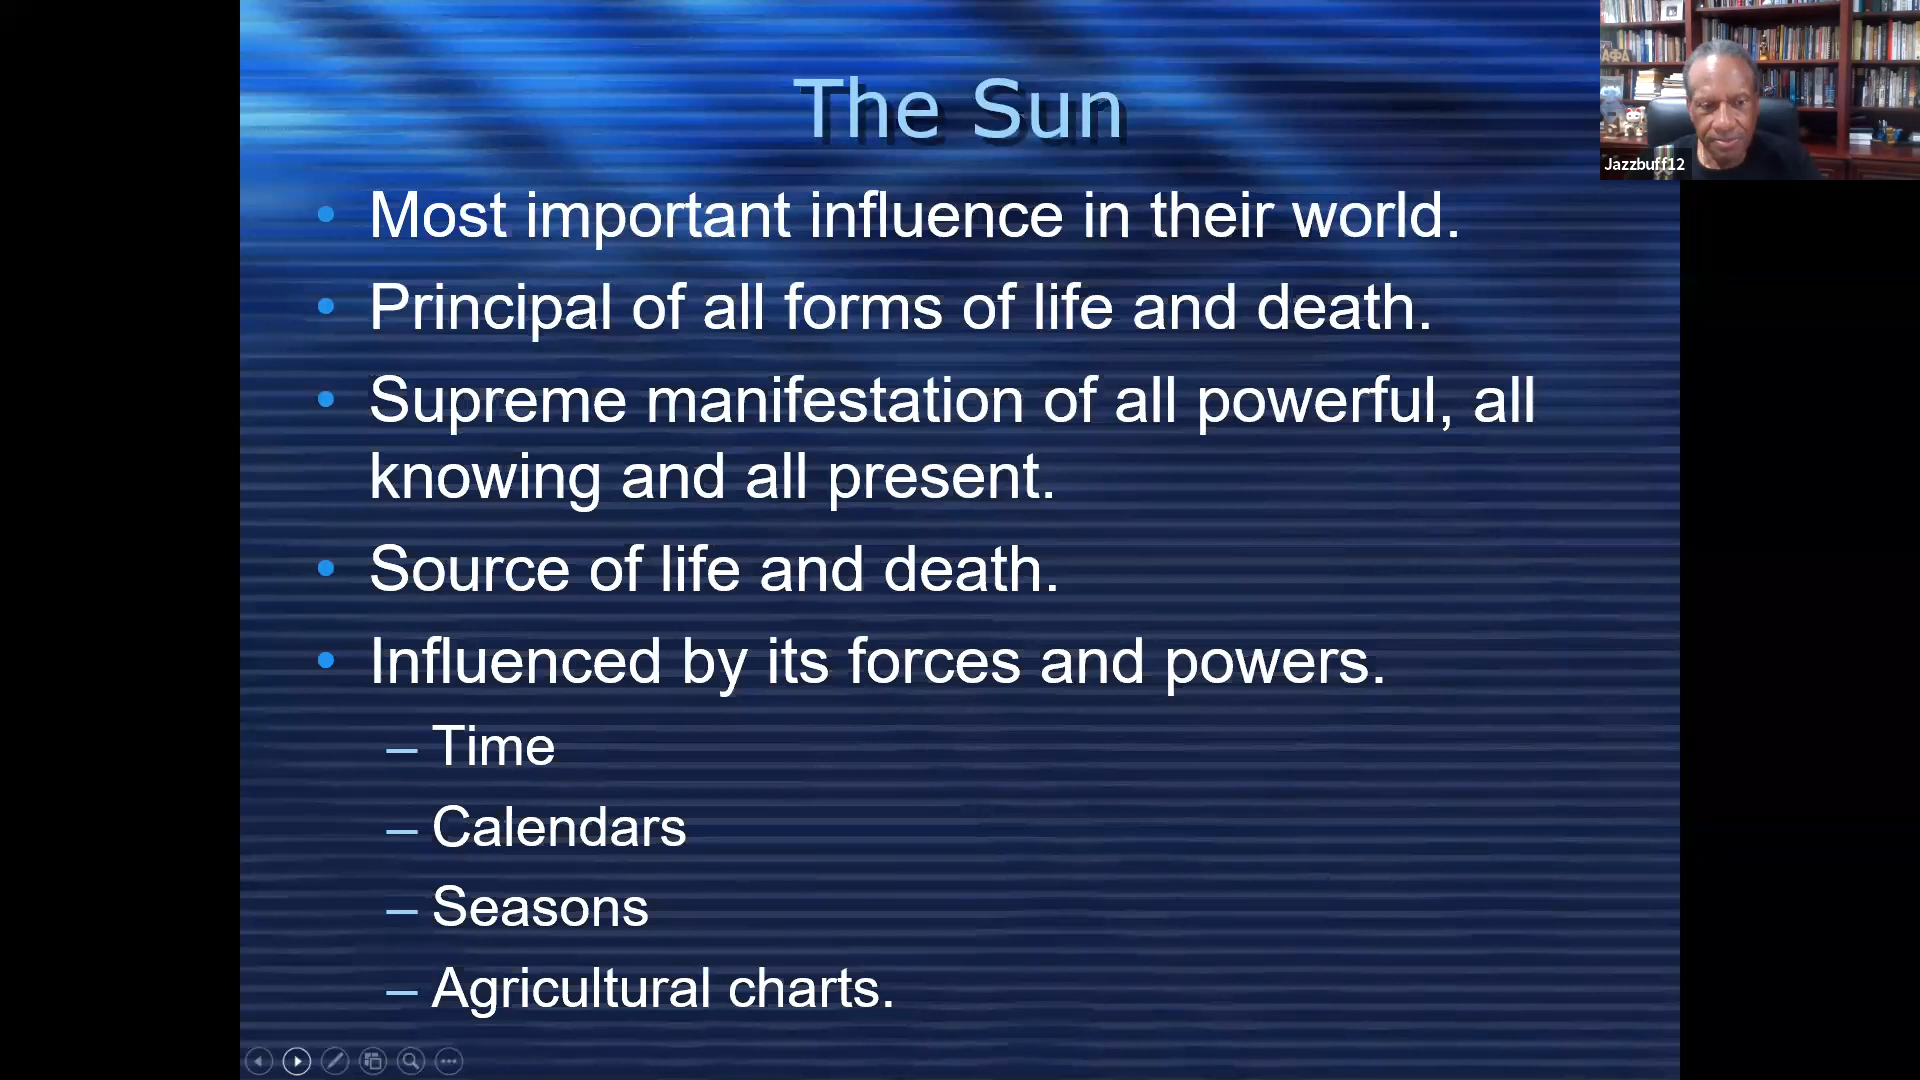 The Sun
• Most important influence in their world.
• Principal of all forms of life and death.
• Supreme manifestation of all powerful, all
knowing and all present.
• Source of life and death.
• Influenced by its forces and powers.
– Time
– Calendars
– Seasons
– Agricultural charts.
ΑΦΑ
Jazzbuff12